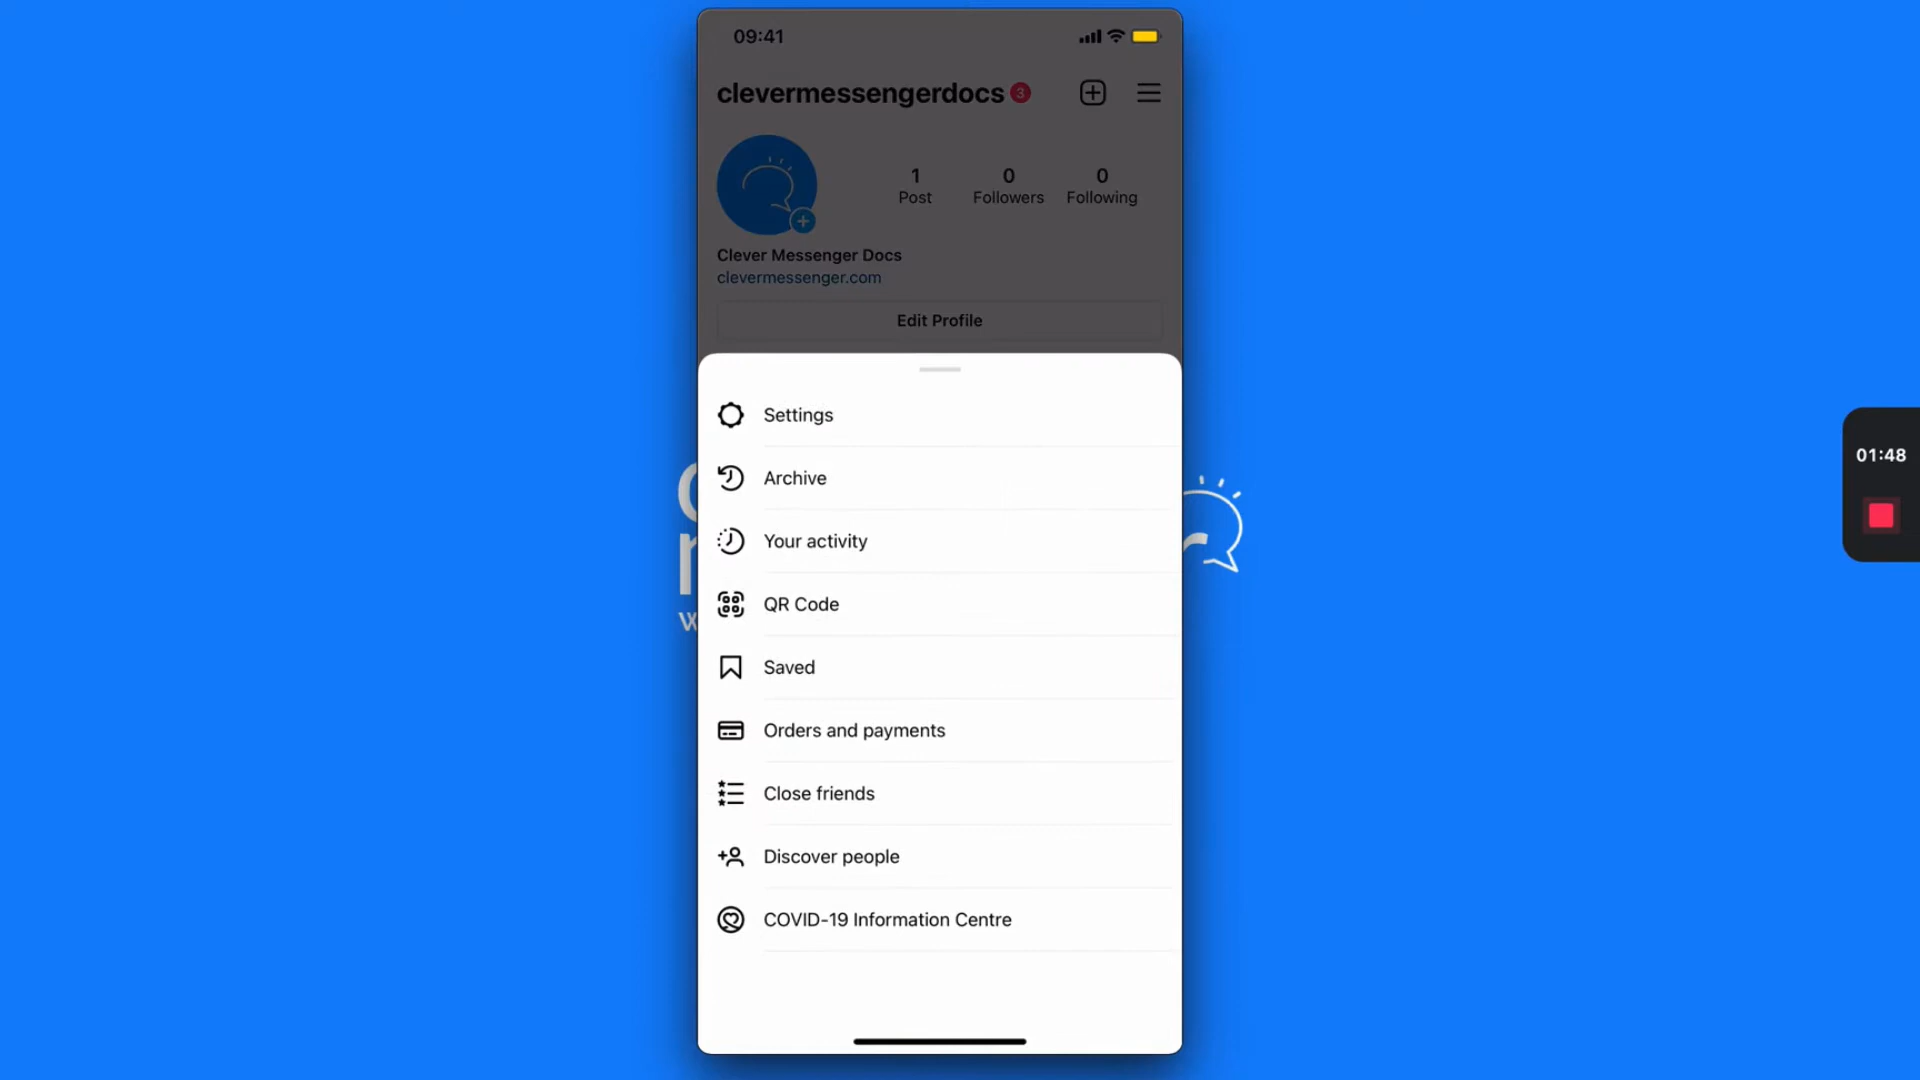 09:41
clevermessengerdocs 3
1 0 0
Post Followers Following
Clever Messenger Docs
clevermessenger.com
Edit Profile
Settings
Archive
Your activity
QR Code
Saved
Orders and payments
Close friends
Discover people
COVID-19 Information Centre
01:48